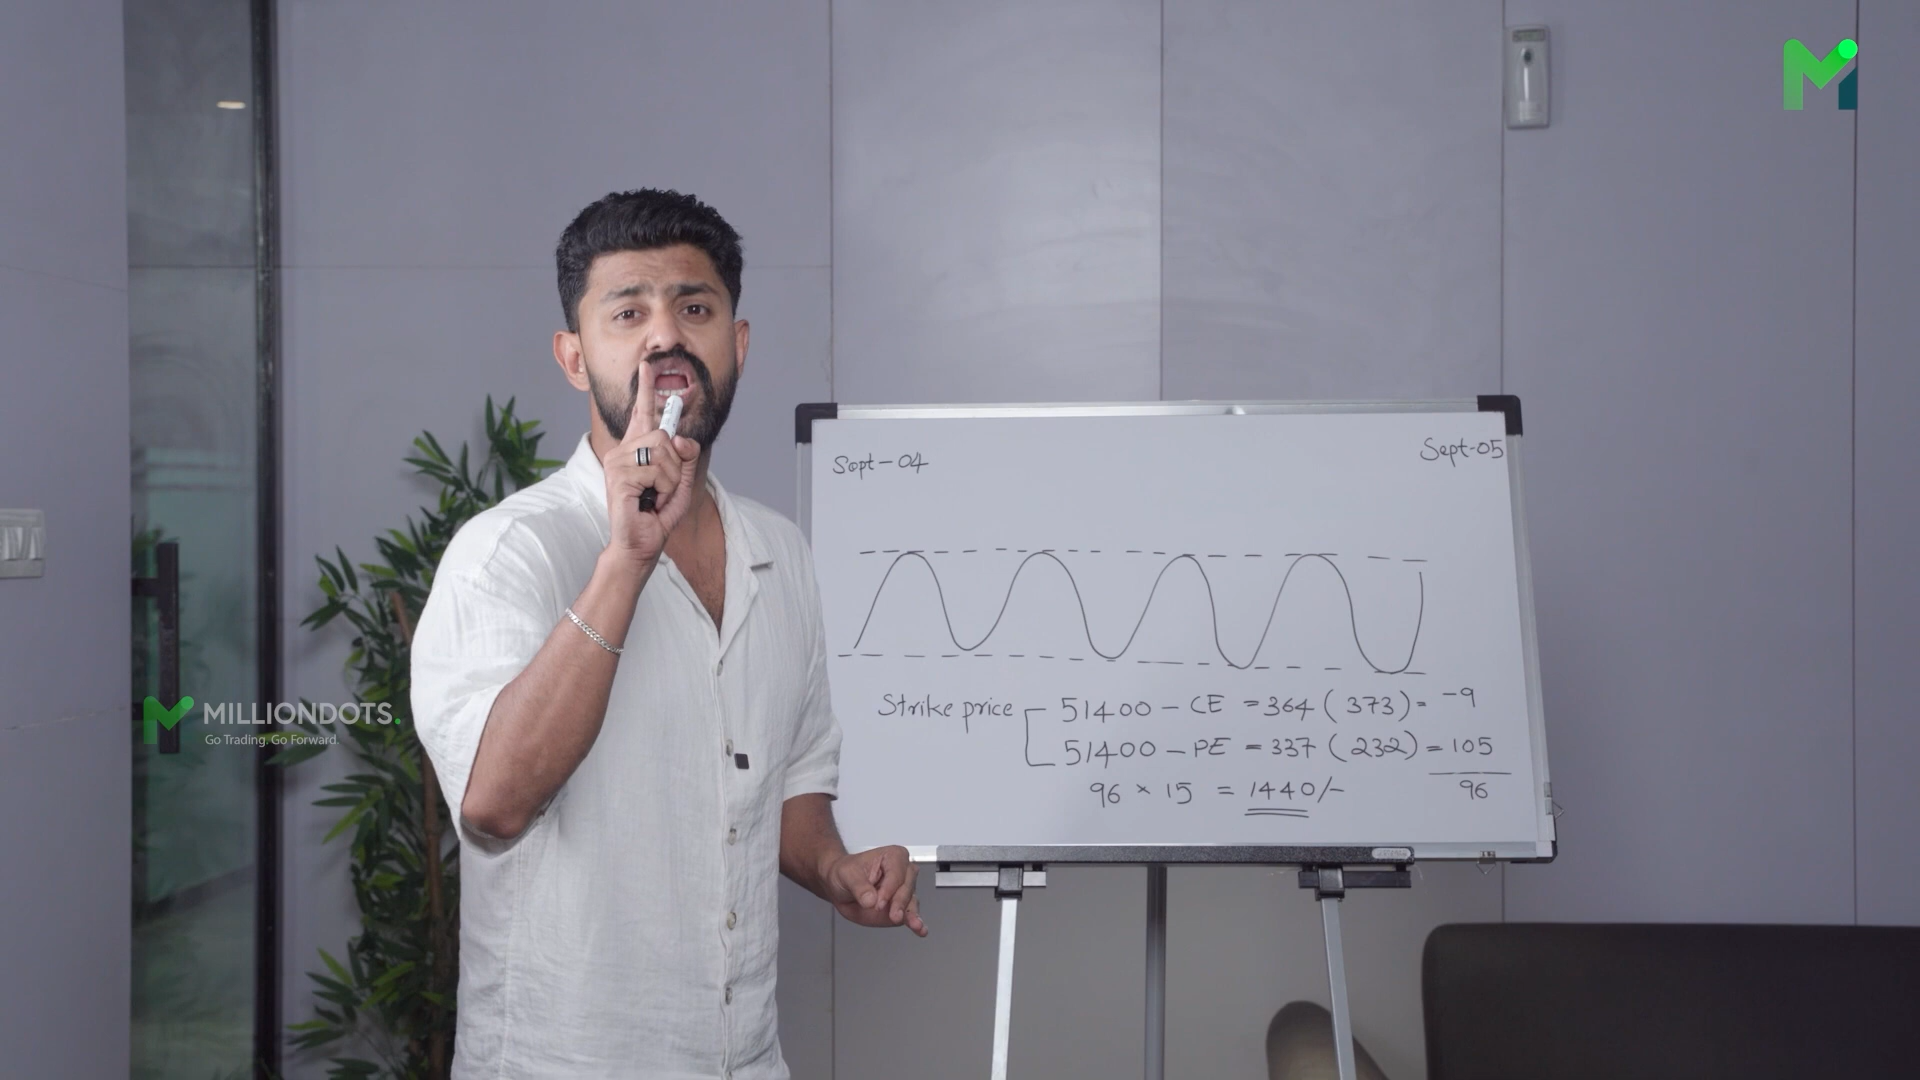 Sept-04
Sept-05
Strike price
51400 - CE = 364 (373) = -9
51400 - PE = 337 (232) = 105
96
96 × 15 = 1440/-
MILLIONDOTS.
Go Trading. Go Forward.